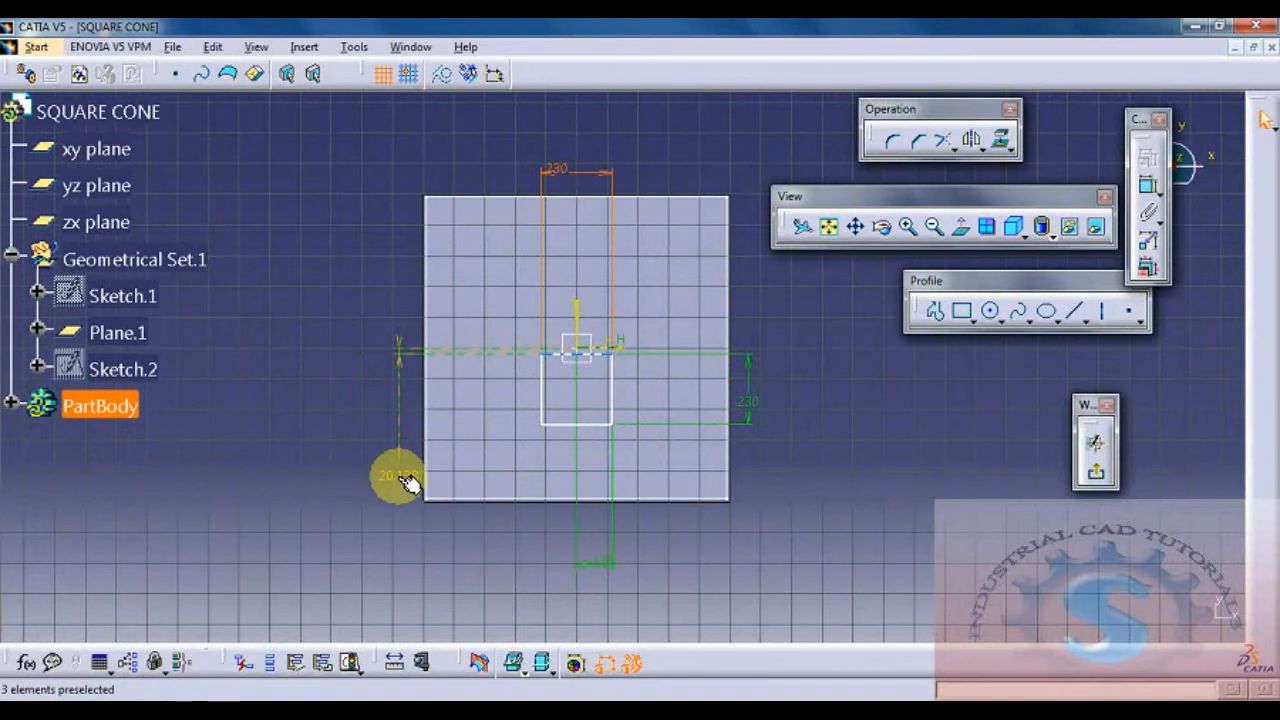 CATIA V5 - [SQUARE CONE]
Start ENOVIA V5 VPM File Edit View Insert Tools Window Help
SQUARE CONE
xy plane
yz plane
zx plane
Geometrical Set.1
Sketch.1
Plane.1
Sketch.2
PartBody
230
V
H
230
Operation
C...
y
z
x
View
Profile
W...
INDUSTRIAL CAD TUTORIALS
S
f(x)
CATIA
3 elements preselected